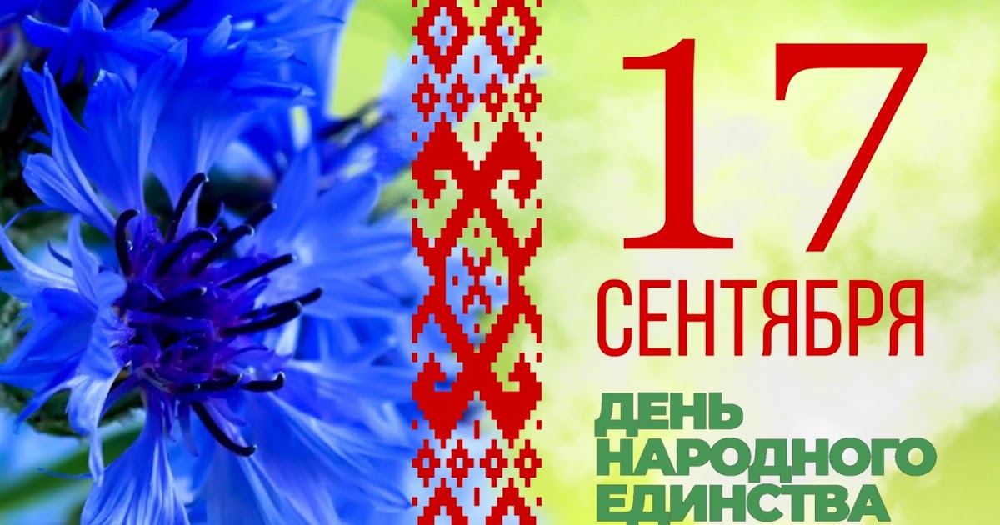 17
СЕНТЯБРЯ
ДЕНЬ
НАРОДНОГО
ЕДИНСТВА